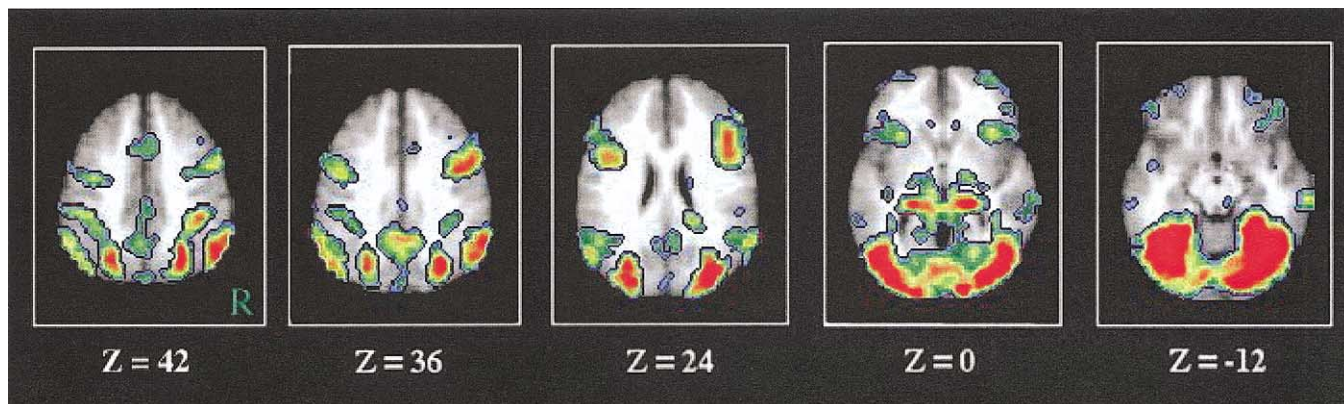 R
Z = 42
Z = 36
Z = 24
Z = 0
Z = -12